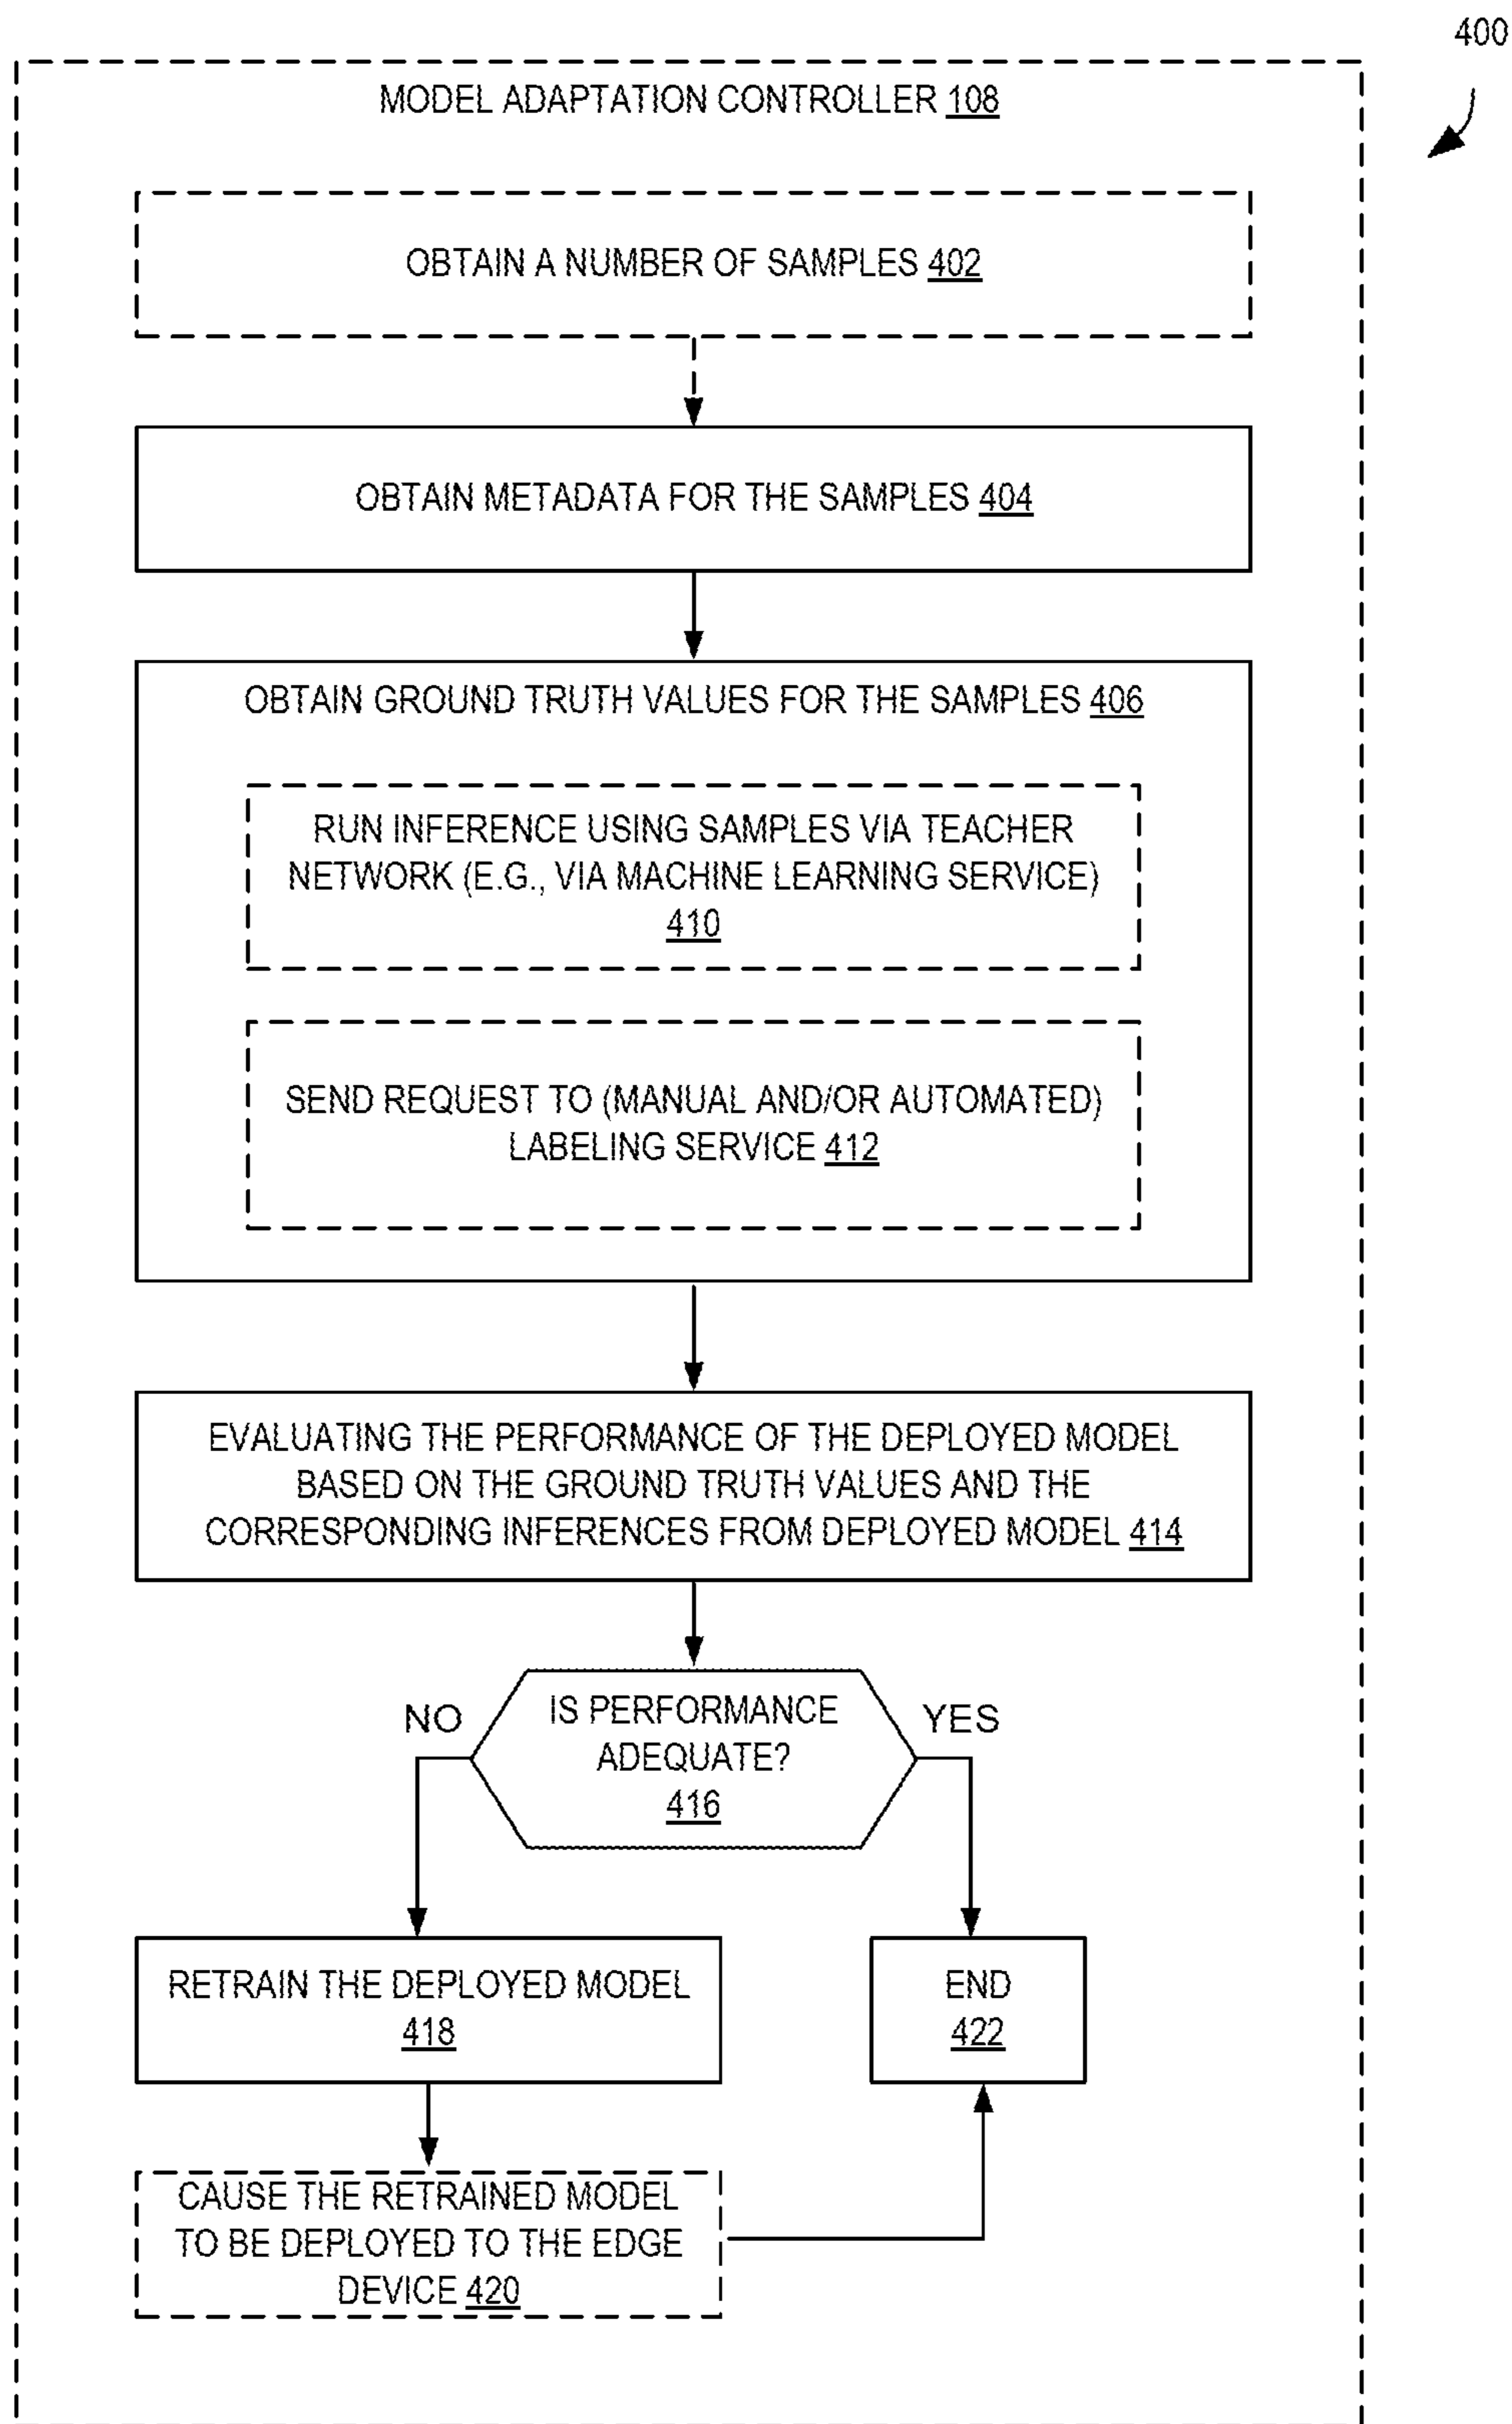 400
MODEL ADAPTATION CONTROLLER 108
OBTAIN A NUMBER OF SAMPLES 402
OBTAIN METADATA FOR THE SAMPLES 404
OBTAIN GROUND TRUTH VALUES FOR THE SAMPLES 406
RUN INFERENCE USING SAMPLES VIA TEACHER
NETWORK (E.G., VIA MACHINE LEARNING SERVICE)
410
SEND REQUEST TO (MANUAL AND/OR AUTOMATED)
LABELING SERVICE 412
EVALUATING THE PERFORMANCE OF THE DEPLOYED MODEL
BASED ON THE GROUND TRUTH VALUES AND THE
CORRESPONDING INFERENCES FROM DEPLOYED MODEL 414
NO
IS PERFORMANCE
ADEQUATE?
416
YES
RETRAIN THE DEPLOYED MODEL
418
END
422
CAUSE THE RETRAINED MODEL
TO BE DEPLOYED TO THE EDGE
DEVICE 420